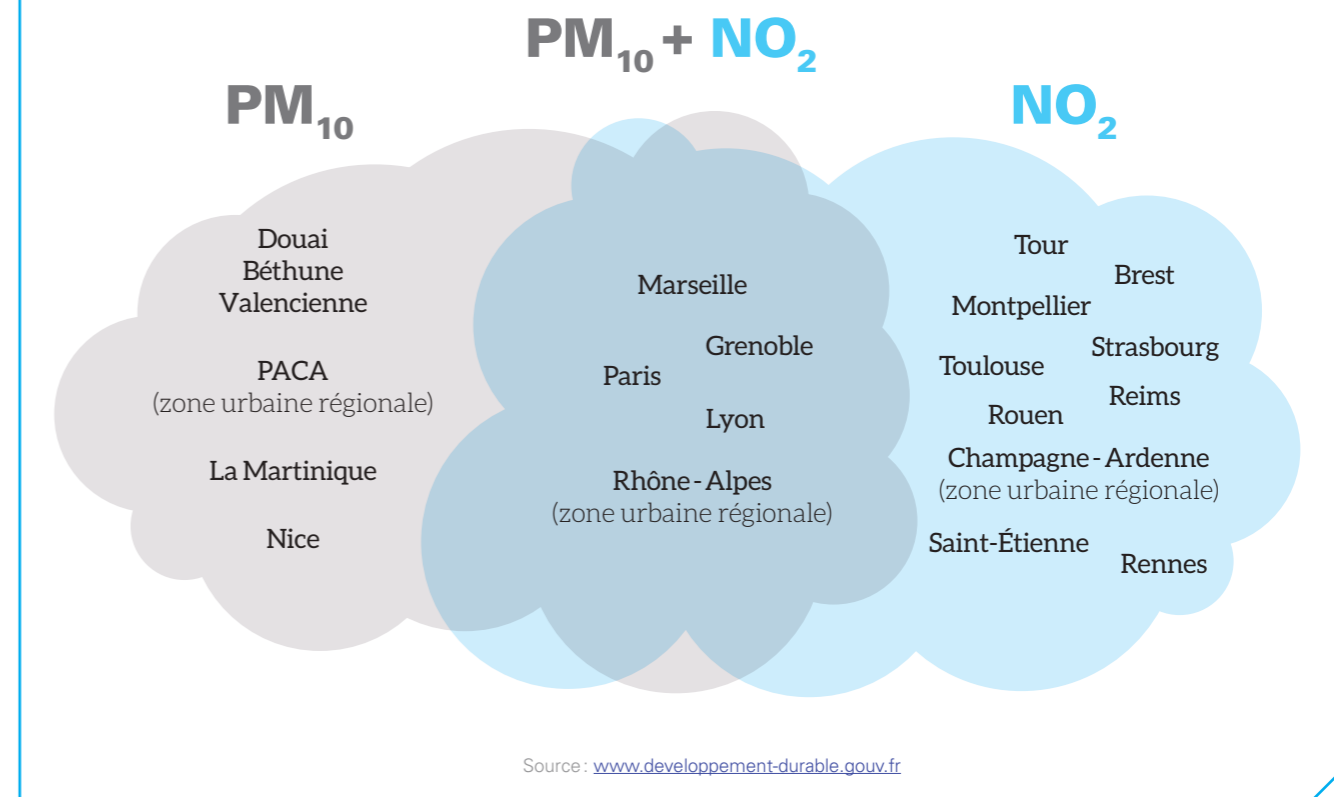 PM10 + NO2
PM10
NO2
Douai
Béthune
Valencienne
PACA
(zone urbaine régionale)
La Martinique
Nice
Marseille
Grenoble
Paris
Lyon
Rhône-Alpes
(zone urbaine régionale)
Tour
Brest
Montpellier
Strasbourg
Toulouse
Reims
Rouen
Champagne-Ardenne
(zone urbaine régionale)
Saint-Étienne
Rennes
Source : www.developpement-durable.gouv.fr